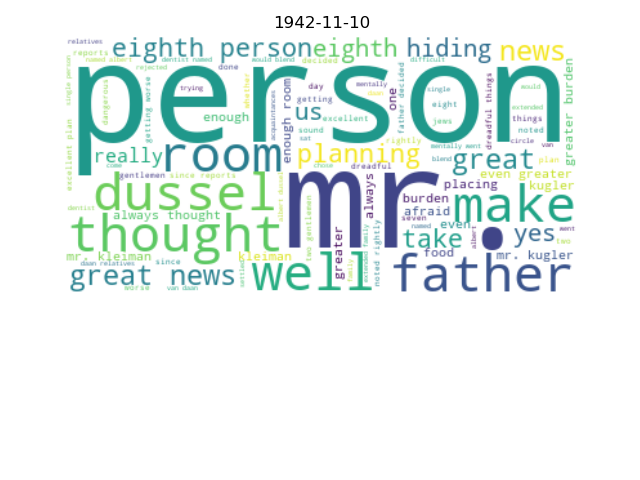 1942-11-10
relatives
reports
named albert
dentist named
eighth person
eighth
hiding
news
rejected
done
mould blend
decided
difficult
person
single person
dangerous
getting worse
trying
enough
whether
acquaintances
enough room
day
getting
us
excellent
sound
sat
one
mentally
father decided
single
eight
jews
dreadful things
mould
extended
things
noted
circle
van
greater burden
excellent plan
really
room
planning
rightly
mentally went
blend
great
plan
come
gentlemen
since reports
chose
dreadful
even greater
kugler
placing
dussel
mr.
always
burden
afraid
seven
named
even
make
dentist
always thought
albert dussel
two gentlemen
greater
family
extended family
noted rightly
thought
take
albert
yes
went
two
mr. kleiman
kleiman
food
mr. kugler
daan relatives
since
great news
settled
well
father
worse
van daan